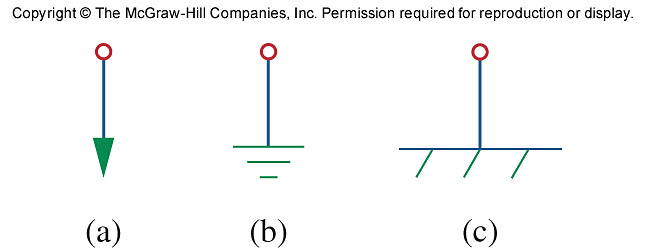 Copyright © The McGraw-Hill Companies, Inc. Permission required for reproduction or display.
(a) (b) (c)